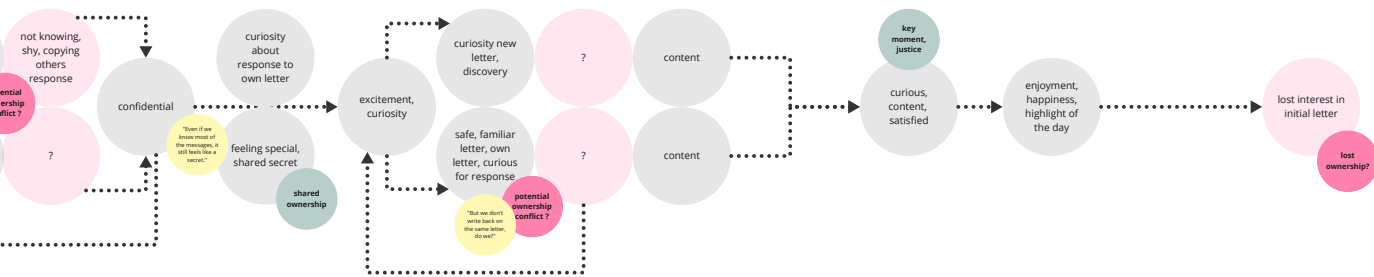 not knowing,
shy, copying
others
response
ential
ership
flict ?
?
confidential
"Even if we
know most of
the messages, it
still feels like a
secret."
curiosity
about
response to
own letter
feeling special,
shared secret
shared
ownership
excitement,
curiosity
curiosity new
letter,
discovery
safe, familiar
letter, own
letter, curious
for response
"But we don't
write back on
the same letter,
do we?"
potential
ownership
conflict ?
?
?
content
content
key
moment,
justice
curious,
content,
satisfied
enjoyment,
happiness,
highlight of
the day
lost interest in
initial letter
lost
ownership?